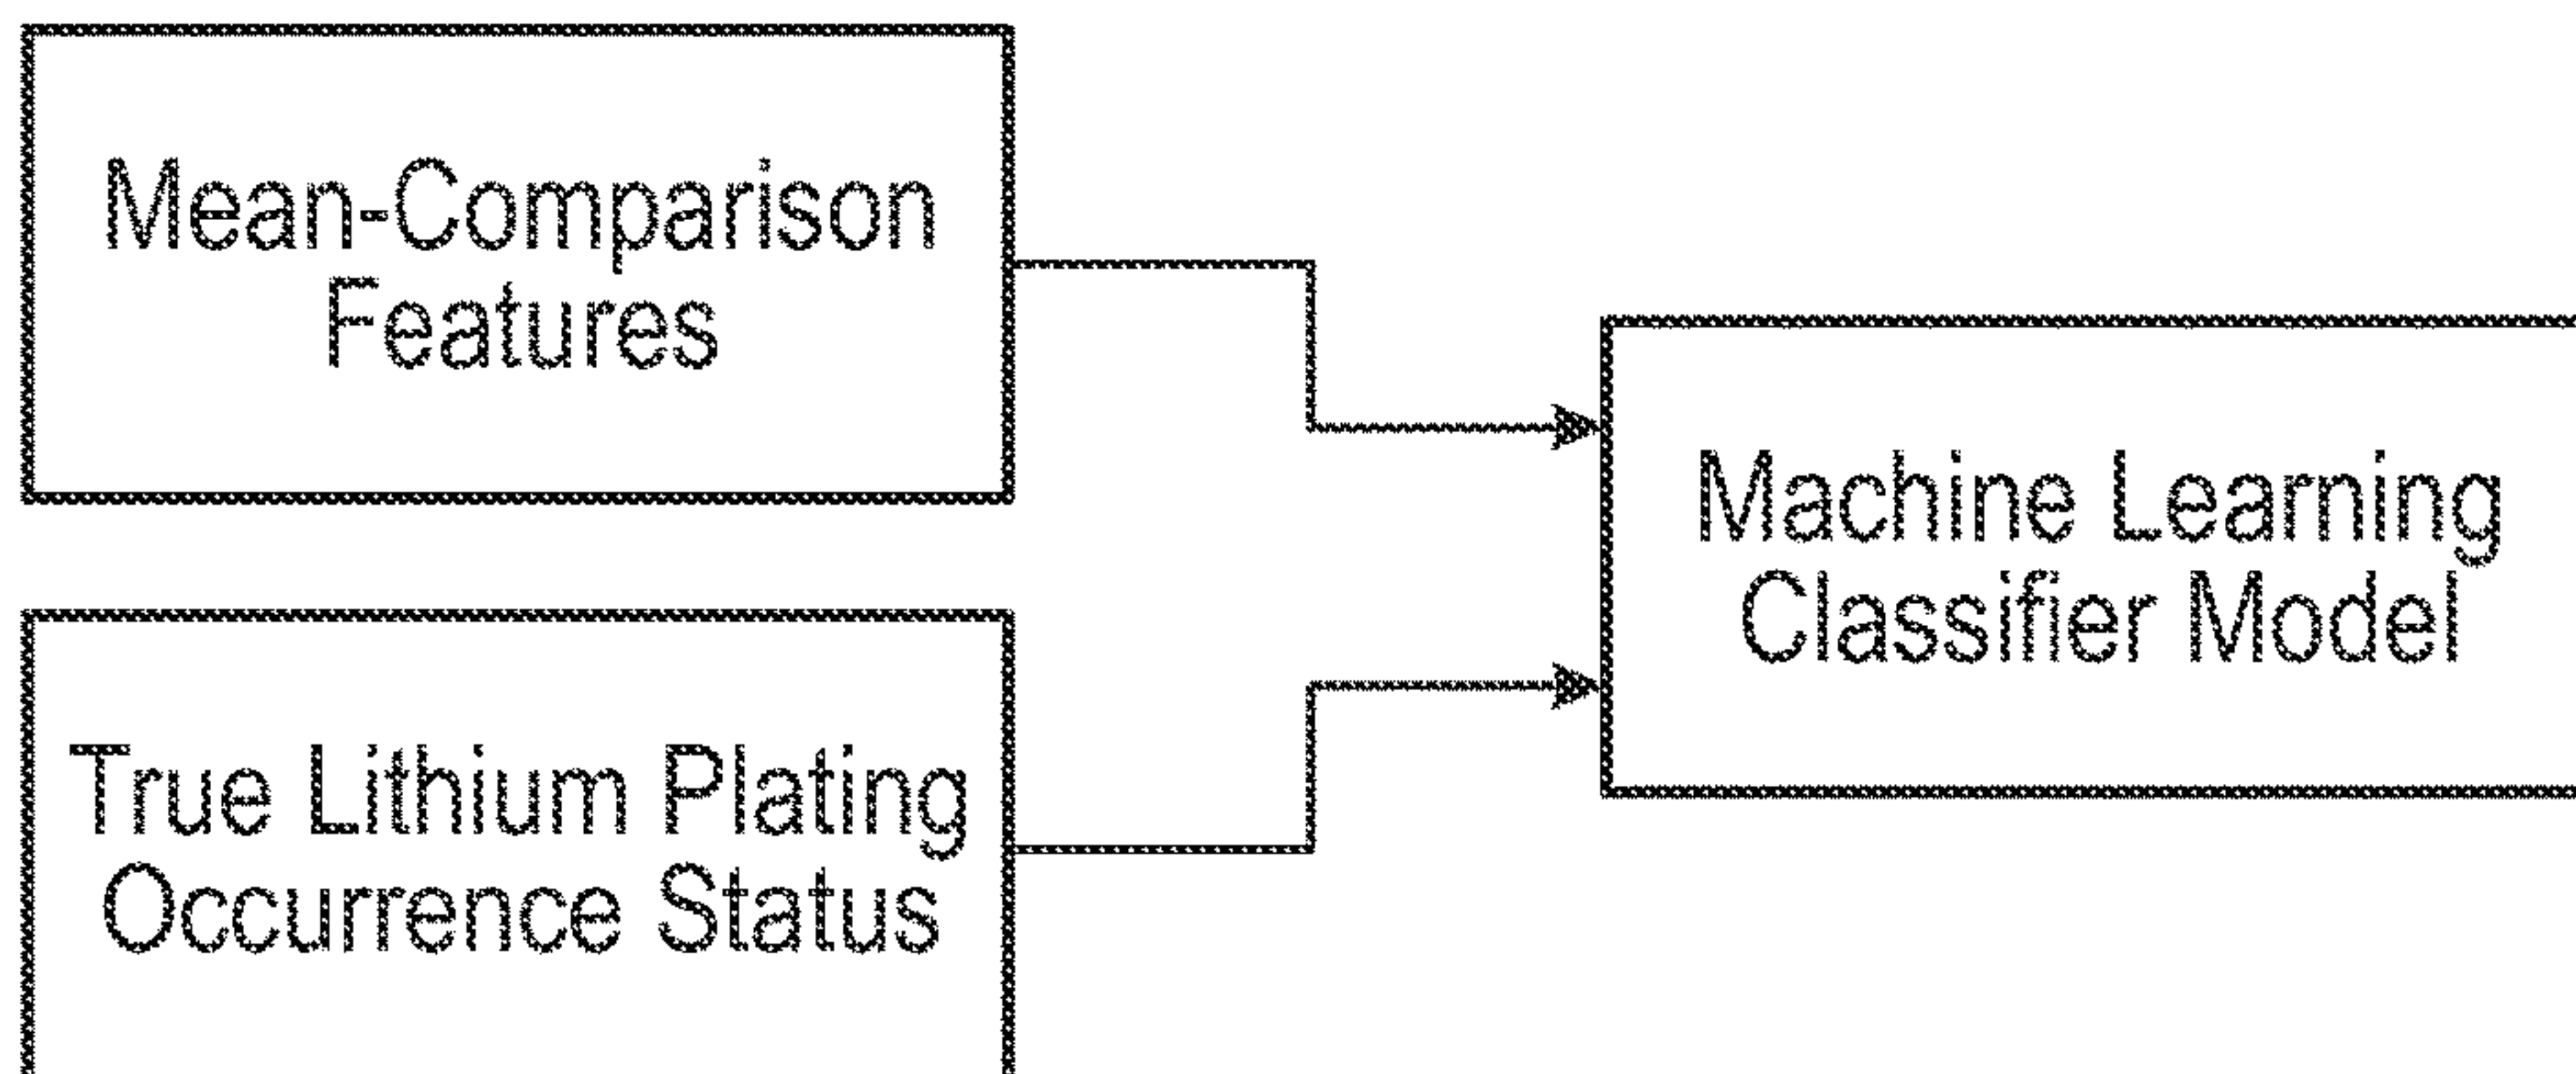 Mean-Comparison
Features
Machine Learning
Classifier Model
True Lithium Plating
Occurrence Status